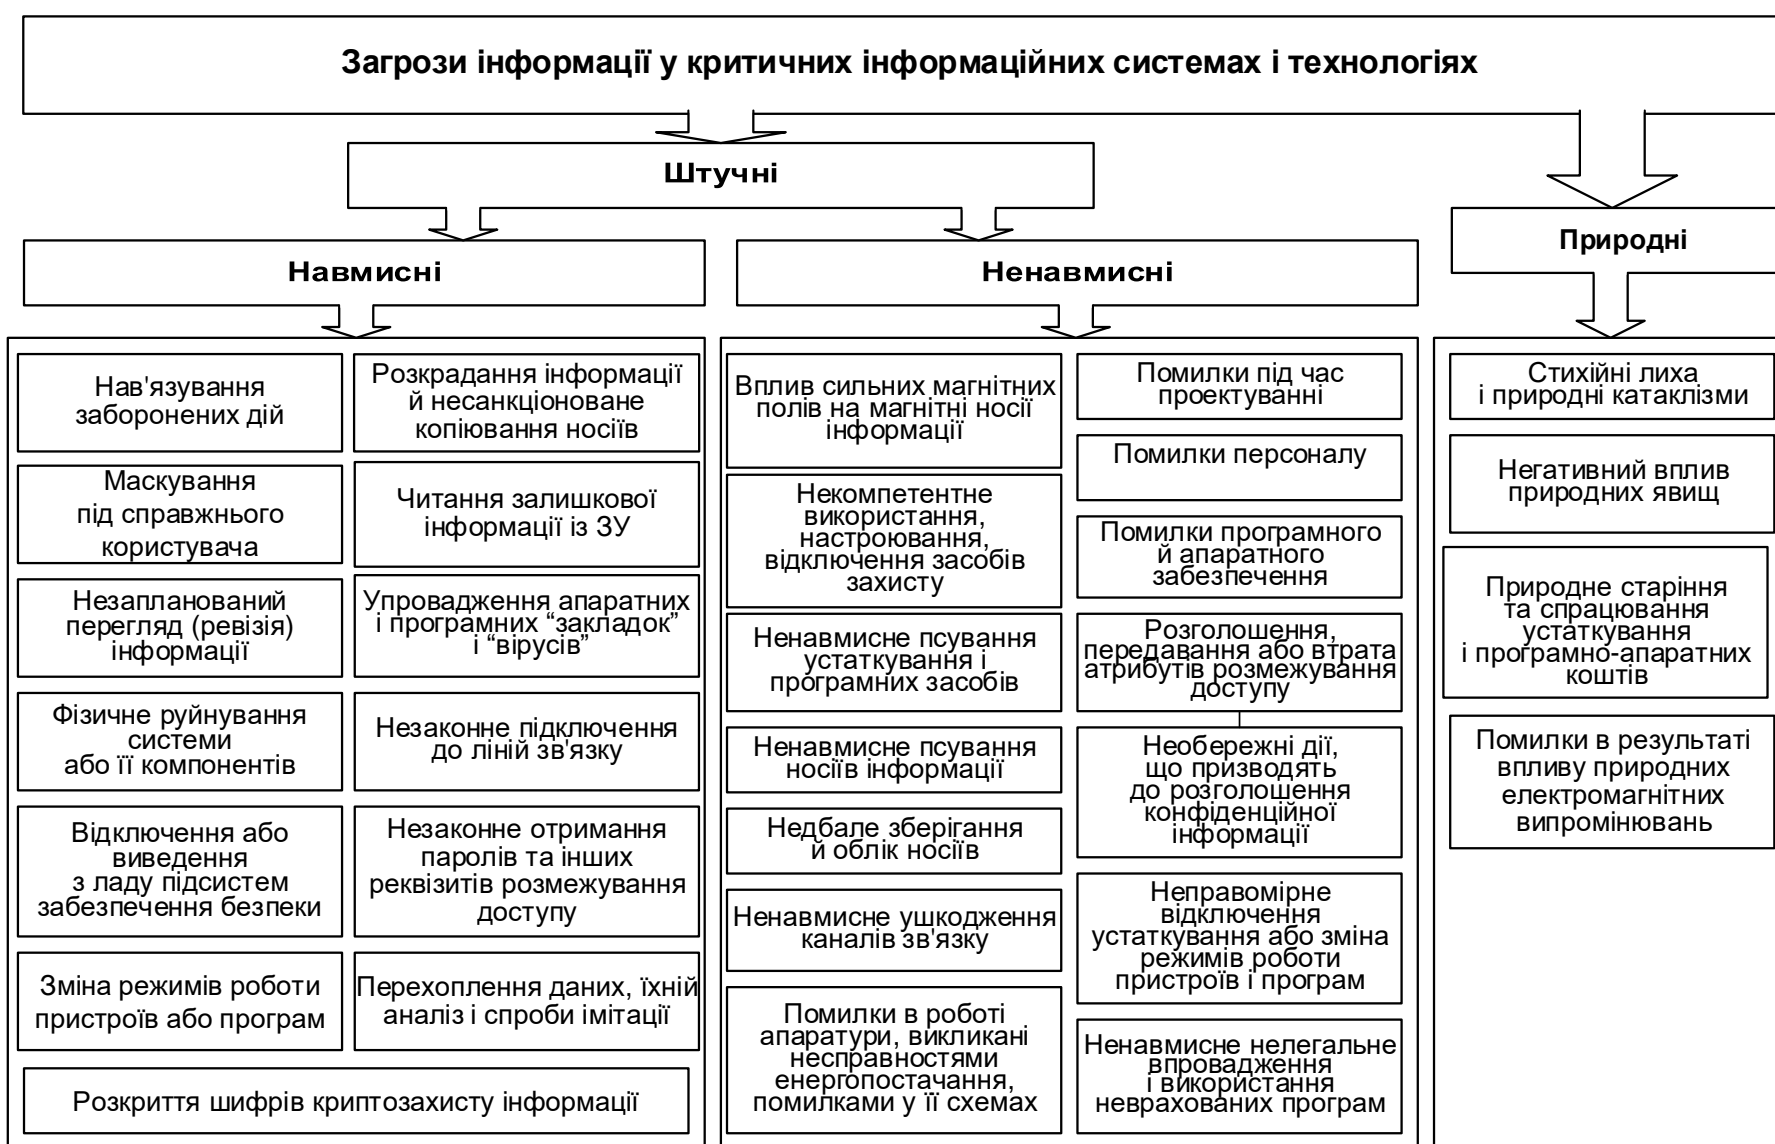 Загрози інформації у критичних інформаційних системах і технологіях
Штучні
Природні
Навмисні
Ненавмисні
Нав'язування
заборонених дій
Маскування
під справжнього
користувача
Незапланований
перегляд (ревізія)
інформації
Фізичне руйнування
системи
або її компонентів
Відключення або
виведення
з ладу підсистем
забезпечення безпеки
Зміна режимів роботи
пристроїв або програм
Розкрадання інформації
й несанкціоноване
копіювання носіїв
Читання залишкової
інформації із ЗУ
Упровадження апаратних
і програмних “закладок”
і “вірусів”
Незаконне підключення
до ліній зв'язку
Незаконне отримання
паролів та інших
реквізитів розмежування
доступу
Перехоплення даних, їхній
аналіз і спроби імітації
Розкриття шифрів криптозахисту інформації
Вплив сильних магнітних
полів на магнітні носії
інформації
Некомпетентне
використання,
настроювання,
відключення засобів
захисту
Ненавмисне псування
устаткування і
програмних засобів
Ненавмисне псування
носіїв інформації
Недбале зберігання
й облік носіїв
Ненавмисне ушкодження
каналів зв'язку
Помилки в роботі
апаратури, викликані
несправностями
енергопостачання,
помилками у її схемах
Помилки під час
проектуванні
Помилки персоналу
Помилки програмного
й апаратного
забезпечення
Розголошення,
передавання або втрата
атрибутів розмежування
доступу
Необережні дії,
що призводять
до розголошення
конфіденційної
інформації
Неправомірне
відключення
устаткування або зміна
режимів роботи
пристроїв і програм
Ненавмисне нелегальне
впровадження
і використання
неврахованих програм
Стихійні лиха
і природні катаклізми
Негативний вплив
природних явищ
Природне старіння
та спрацювування
устаткування
і програмно-апаратних
коштів
Помилки в результаті
впливу природних
електромагнітних
випромінювань